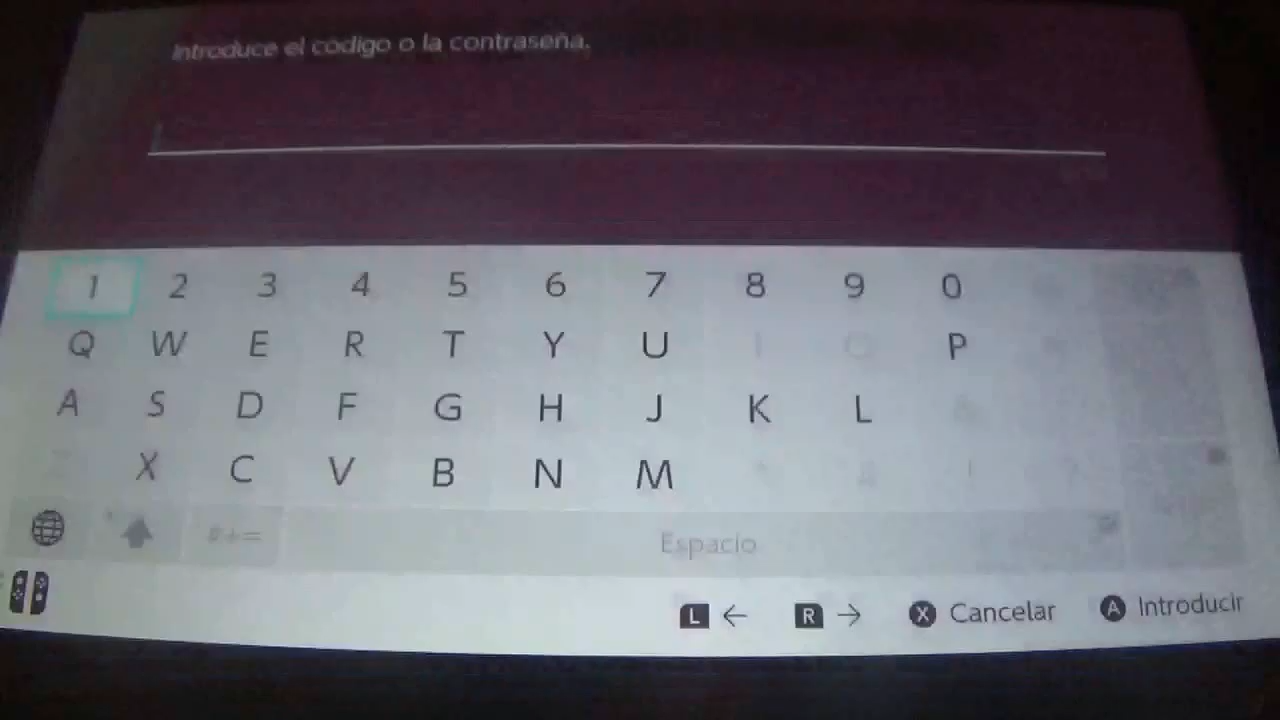 Introduce el código o la contraseña.
1 2 3 4 5 6 7 8 9 0
Q W E R T Y U I O P
A S D F G H J K L
X C V B N M ! ?
#+= Espacio
L ← R → X Cancelar A Introducir